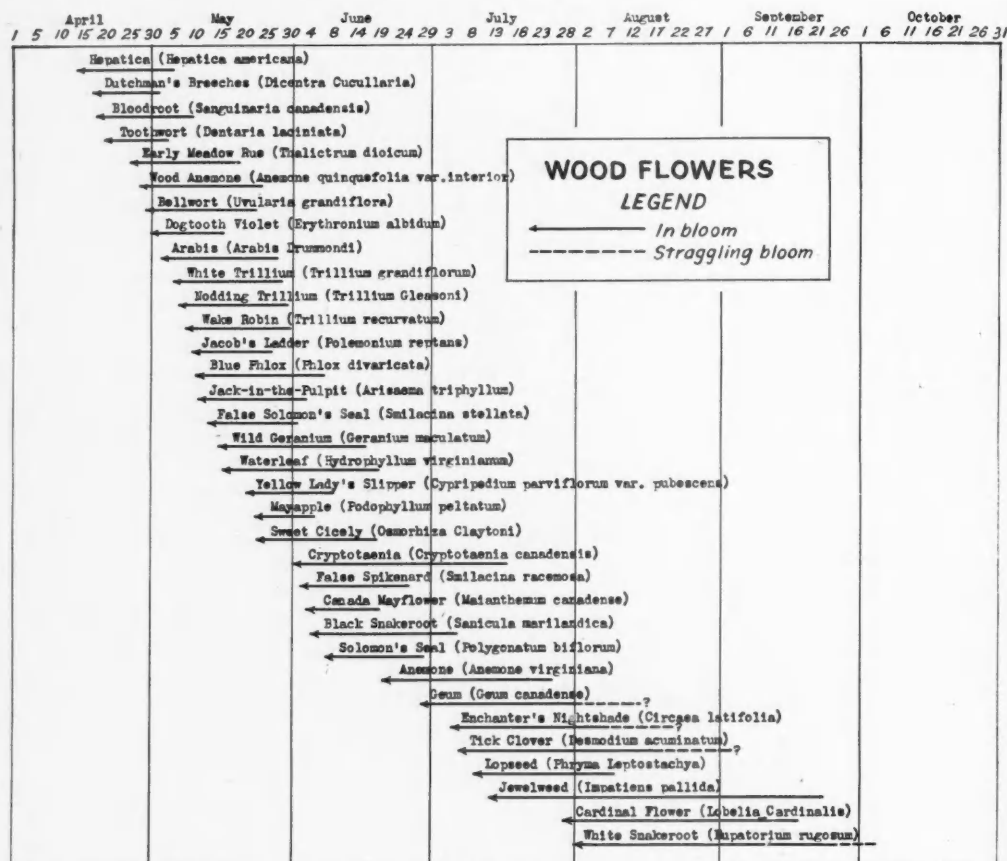 April May June July August September October
1 5 10 15 20 25 30 5 10 15 20 25 30 4 9 14 19 24 29 3 8 13 18 23 28 2 7 12 17 22 27 1 6 11 16 21 26 1 6 11 16 21 26 31
Hepatica (Hepatica americana)
Dutchman's Breeches (Dicentra Cucullaria)
Bloodroot (Sanguinaria canadensis)
Toothwort (Dentaria laciniata)
Early Meadow Rue (Thalictrum dioicum)
Wood Anemone (Anemone quinquefolia var.interior)
Bellwort (Uvularia grandiflora)
Dogtooth Violet (Erythronium albidum)
Arabis (Arabis Drummondi)
White Trillium (Trillium grandiflorum)
Nodding Trillium (Trillium Gleasoni)
Wake Robin (Trillium recurvatum)
Jacob's Ladder (Polemonium reptans)
Blue Phlox (Phlox divaricata)
Jack-in-the-Pulpit (Arisaema triphyllum)
False Solomon's Seal (Smilacina stellata)
Wild Geranium (Geranium maculatum)
Waterleaf (Hydrophyllum virginianum)
Yellow Lady's Slipper (Cypripedium parviflorum var. pubescens)
Mayapple (Podophyllum peltatum)
Sweet Cicely (Osmorhiza Claytoni)
Cryptotaenia (Cryptotaenia canadensis)
False Spikenard (Smilacina racemosa)
Canada Mayflower (Maianthemum canadense)
Black Snakeroot (Sanicula marilandica)
Solomon's Seal (Polygonatum biflorum)
Anemone (Anemone virginiana)
Geum (Geum canadense)
?
Enchanter's Nightshade (Circaea latifolia)
?
Tick Clover (Desmodium acuminatum)
?
Lopseed (Phryma Leptostachya)
Jewelweed (Impatiens pallida)
Cardinal Flower (Lobelia Cardinalis)
White Snakeroot (Eupatorium rugosum)
WOOD FLOWERS
LEGEND
In bloom
Straggling bloom